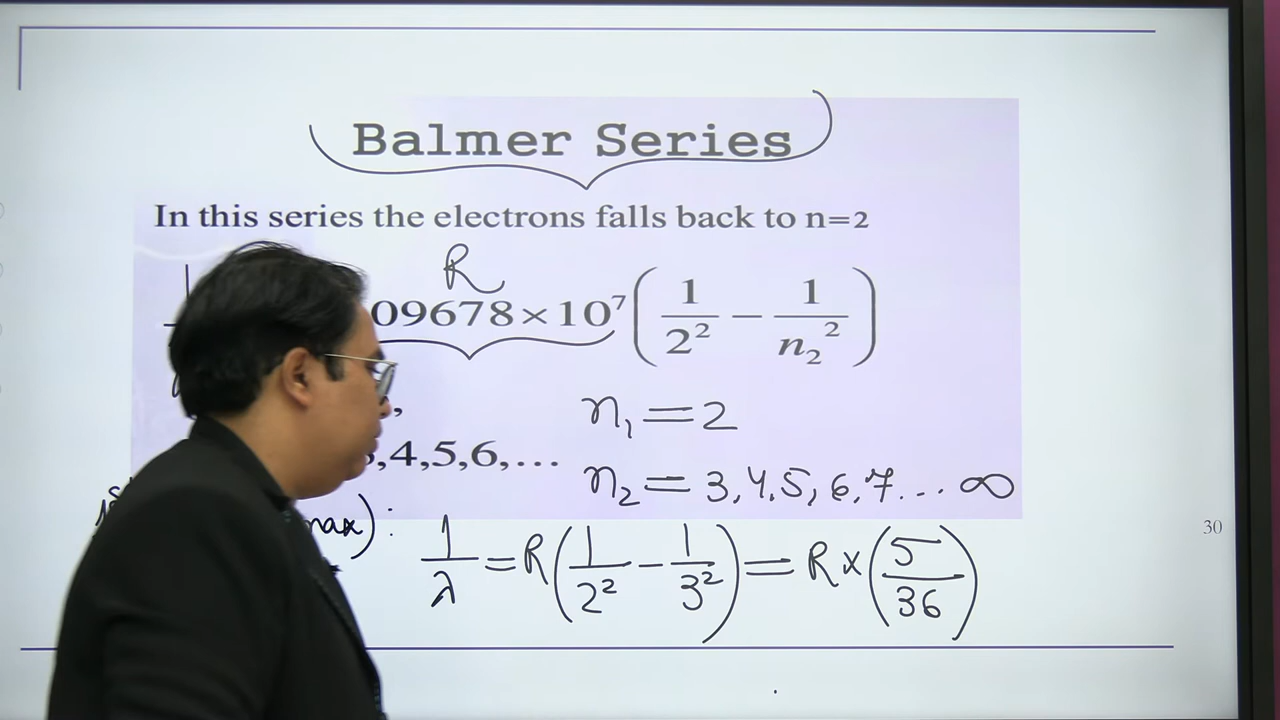 Balmer Series
In this series the electrons falls back to n=2
R
09678×10⁷ (1/2² − 1/n₂²)
n₁ = 2
,4,5,6,...
n₂ = 3,4,5,6,7... ∞
max): 1/λ = R(1/2² − 1/3²) = R×(5/36)
30